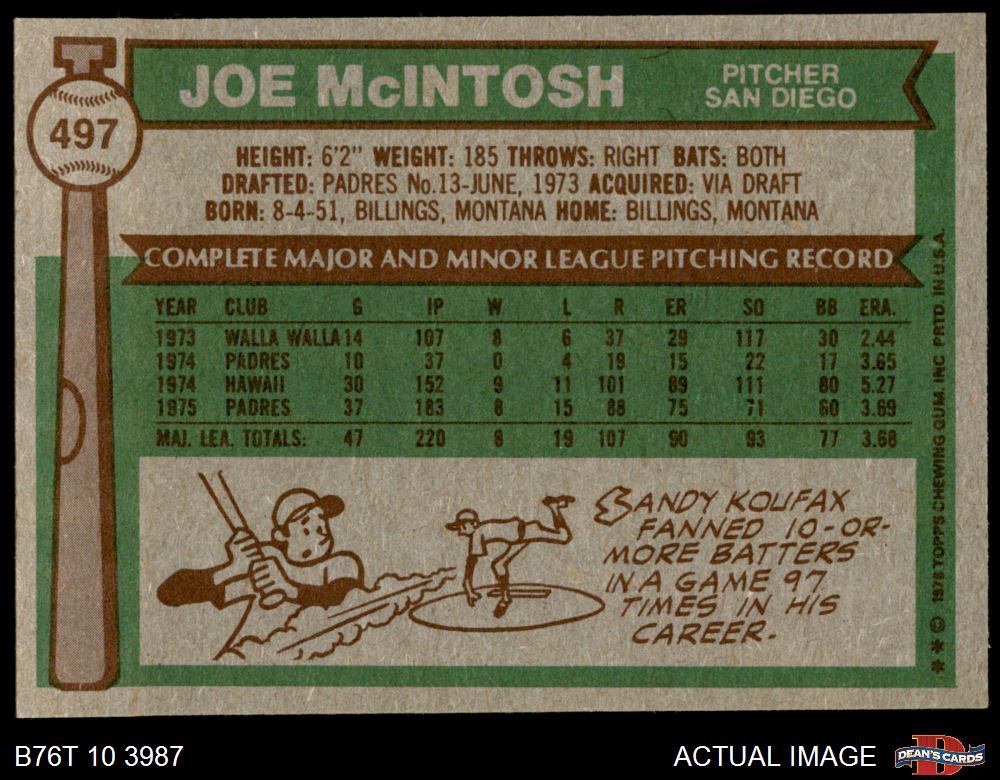 497
JOE McINTOSH
PITCHER
SAN DIEGO
HEIGHT: 6'2" WEIGHT: 185 THROWS: RIGHT BATS: BOTH
DRAFTED: PADRES No.13-JUNE, 1973 ACQUIRED: VIA DRAFT
BORN: 8-4-51, BILLINGS, MONTANA HOME: BILLINGS, MONTANA
COMPLETE MAJOR AND MINOR LEAGUE PITCHING RECORD
YEAR CLUB G IP W L R ER SO BB ERA.
1973 WALLA WALLA 14 107 8 6 37 29 117 30 2.44
1974 PADRES 10 37 0 4 19 15 22 17 3.65
1974 HAWAII 30 152 9 11 101 89 111 80 5.27
1975 PADRES 37 183 8 15 88 75 71 60 3.69
MAJ. LEA. TOTALS: 47 220 8 19 107 90 93 77 3.68
SANDY KOUFAX
FANNED 10-OR-
MORE BATTERS
IN A GAME 97
TIMES IN HIS
CAREER.
** © 1976 TOPPS CHEWING GUM, INC PRTD. IN U.S.A.
B76T 10 3987
ACTUAL IMAGE
D
DEAN'S CARDS